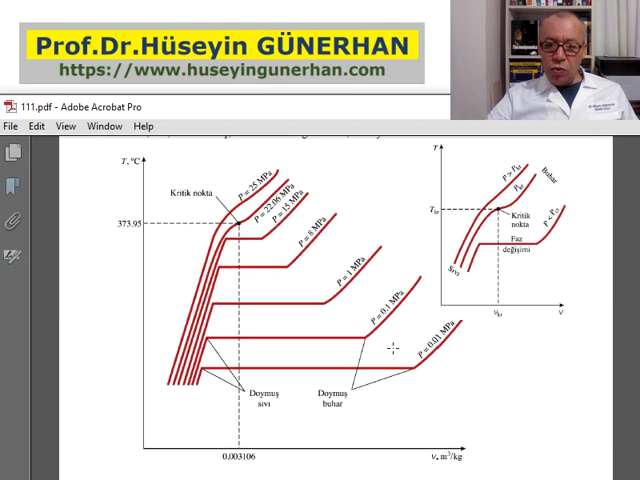 Prof.Dr.Hüseyin GÜNERHAN
https://www.huseyingunerhan.com
111.pdf - Adobe Acrobat Pro
File Edit View Window Help
T, °C
Kritik nokta
373.95
P = 25 MPa
P = 22.06 MPa
P = 15 MPa
P = 8 MPa
P = 1 MPa
P = 0.1 MPa
P = 0.01 MPa
Doymuş
sıvı
Doymuş
buhar
0.003106
v, m³/kg
T
P > Pkr
Pkr
Buhar
Tkr
Kritik
nokta
P < Pcr
Faz
değişimi
Sıvı
vkr
v